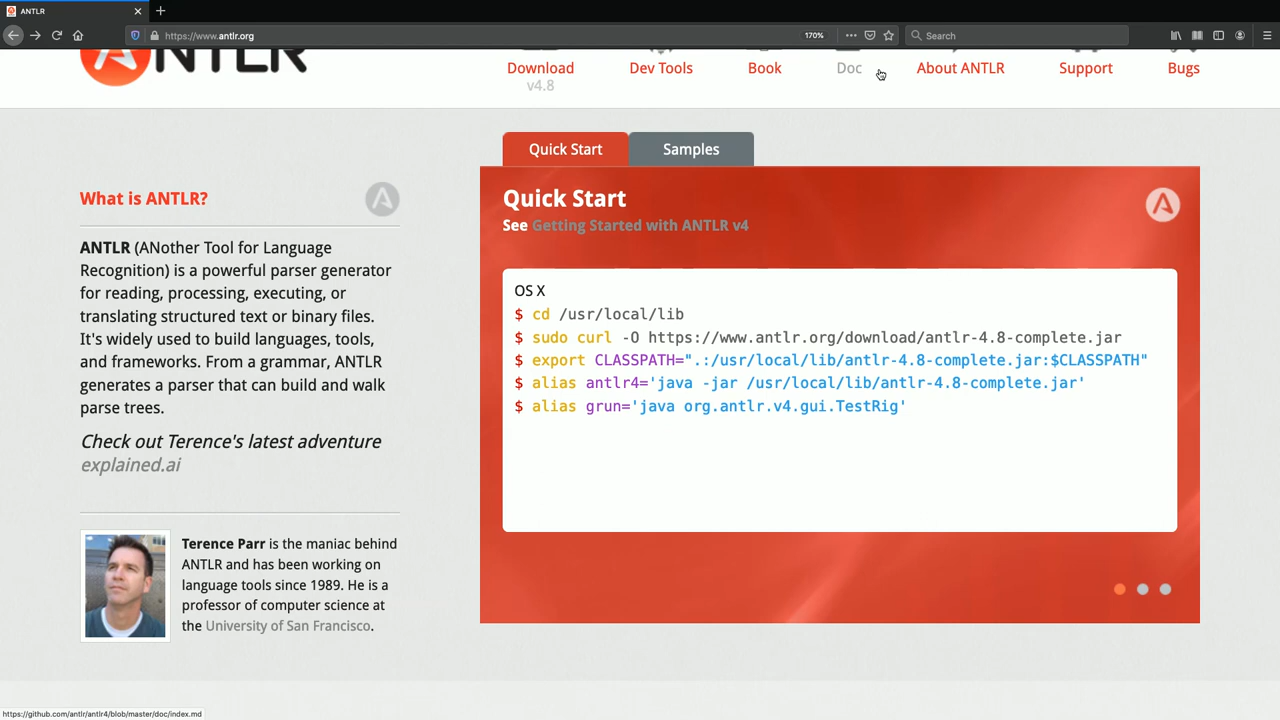 ANTLR
https://www.antlr.org
170%
Search
ANTLR
Download
v4.8
Dev Tools
Book
Doc
About ANTLR
Support
Bugs
Quick Start
Samples
What is ANTLR?
ANTLR (ANother Tool for Language
Recognition) is a powerful parser generator
for reading, processing, executing, or
translating structured text or binary files.
It's widely used to build languages, tools,
and frameworks. From a grammar, ANTLR
generates a parser that can build and walk
parse trees.
Check out Terence's latest adventure
explained.ai
Terence Parr is the maniac behind
ANTLR and has been working on
language tools since 1989. He is a
professor of computer science at
the University of San Francisco.
Quick Start
See Getting Started with ANTLR v4
OS X
$ cd /usr/local/lib
$ sudo curl -O https://www.antlr.org/download/antlr-4.8-complete.jar
$ export CLASSPATH=".:/usr/local/lib/antlr-4.8-complete.jar:$CLASSPATH"
$ alias antlr4='java -jar /usr/local/lib/antlr-4.8-complete.jar'
$ alias grun='java org.antlr.v4.gui.TestRig'
https://github.com/antlr/antlr4/blob/master/doc/index.md